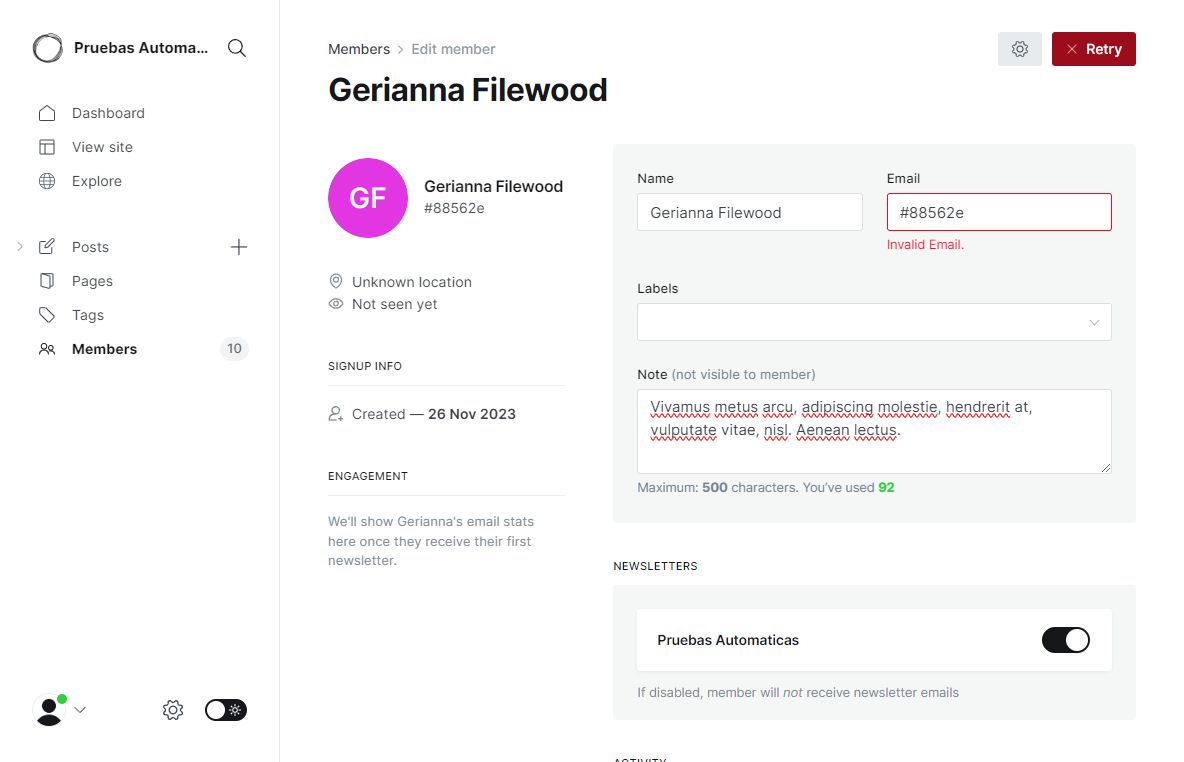 Pruebas Automa...
Dashboard
View site
Explore
Posts
Pages
Tags
Members 10
Members > Edit member
Retry
Gerianna Filewood
GF
Gerianna Filewood
#88562e
Unknown location
Not seen yet
SIGNUP INFO
Created — 26 Nov 2023
ENGAGEMENT
We'll show Gerianna's email stats
here once they receive their first
newsletter.
Name
Gerianna Filewood
Email
#88562e
Invalid Email.
Labels
Note (not visible to member)
Vivamus metus arcu, adipiscing molestie, hendrerit at,
vulputate vitae, nisl. Aenean lectus.
Maximum: 500 characters. You've used 92
NEWSLETTERS
Pruebas Automaticas
If disabled, member will not receive newsletter emails
ACTIVITY